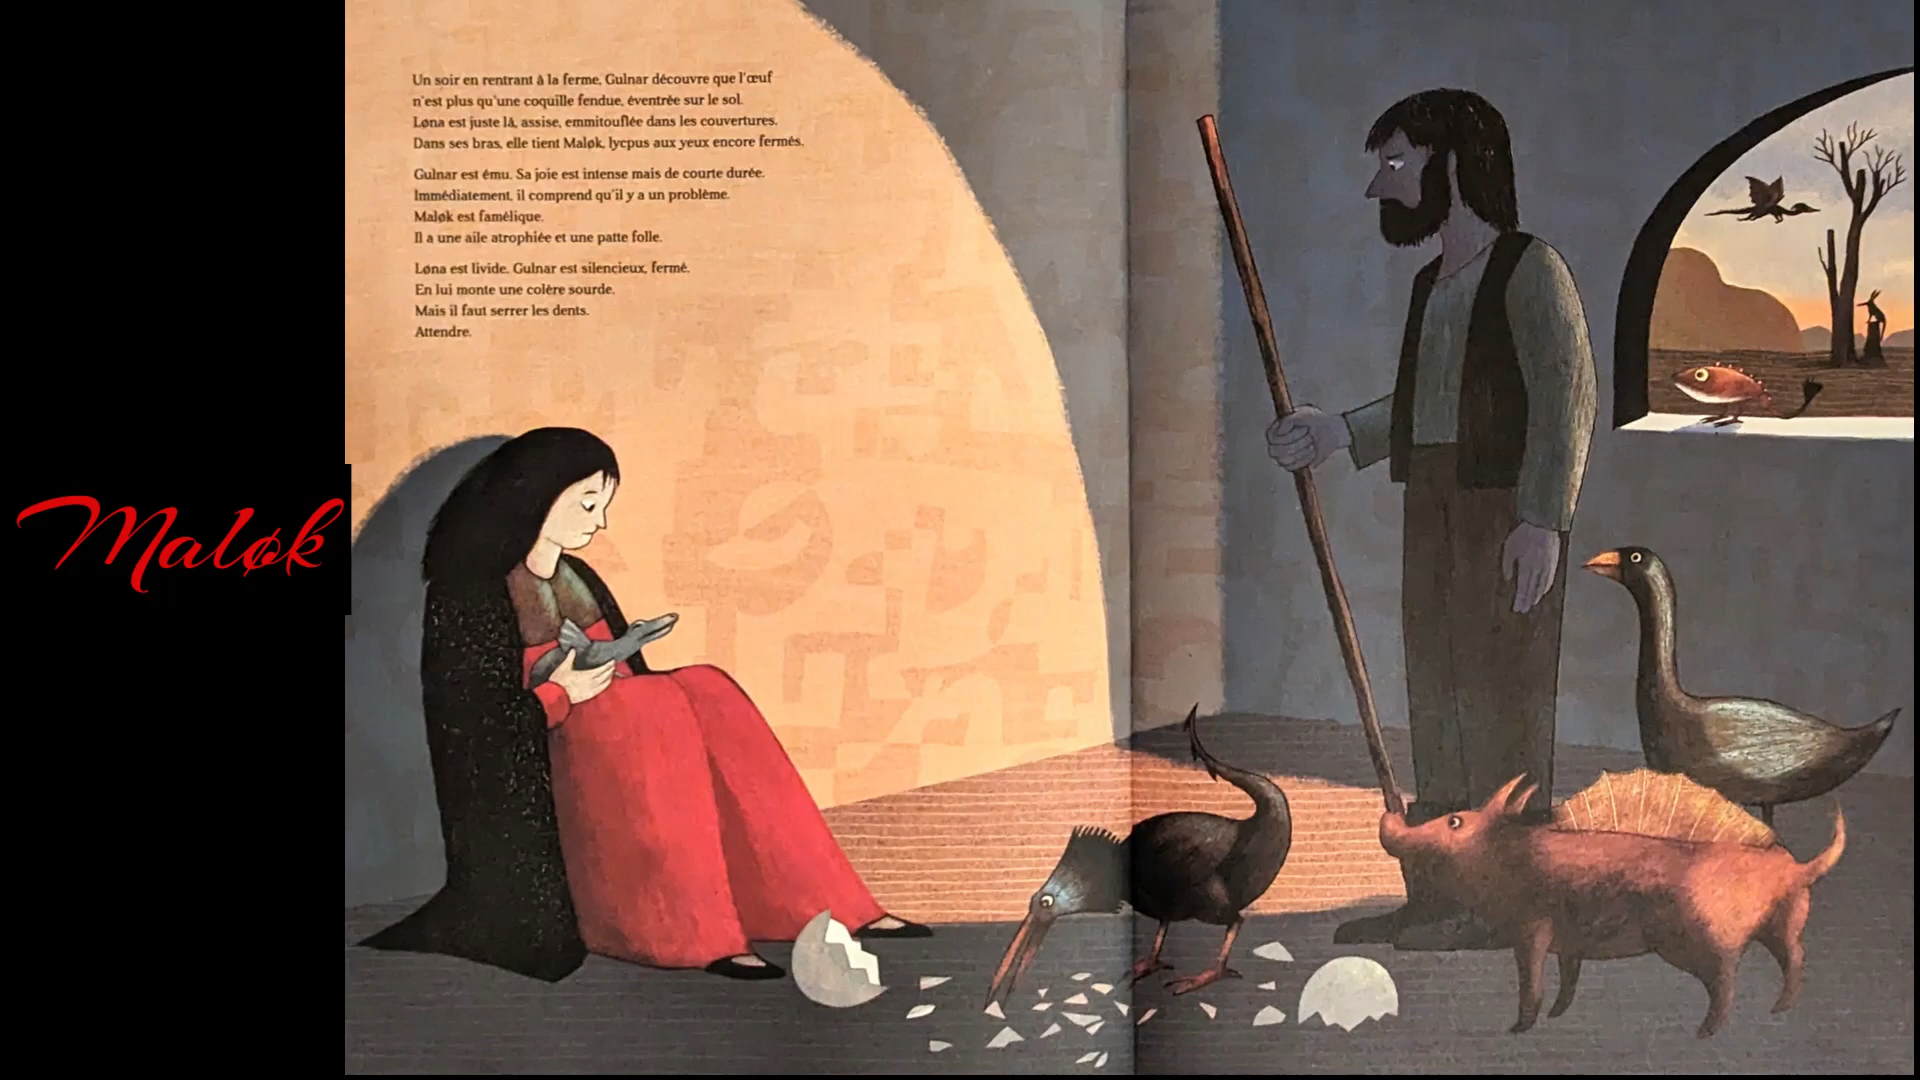 Un soir en rentrant à la ferme, Gulnar découvre que l'œuf
n'est plus qu'une coquille fendue, éventrée sur le sol.
Løna est juste là, assise, emmitouflée dans les couvertures.
Dans ses bras, elle tient Maløk, lycpus aux yeux encore fermés.
Gulnar est ému. Sa joie est intense mais de courte durée.
Immédiatement, il comprend qu'il y a un problème.
Maløk est famélique.
Il a une aile atrophiée et une patte folle.
Løna est livide. Gulnar est silencieux, fermé.
En lui monte une colère sourde.
Mais il faut serrer les dents.
Attendre.
Maløk